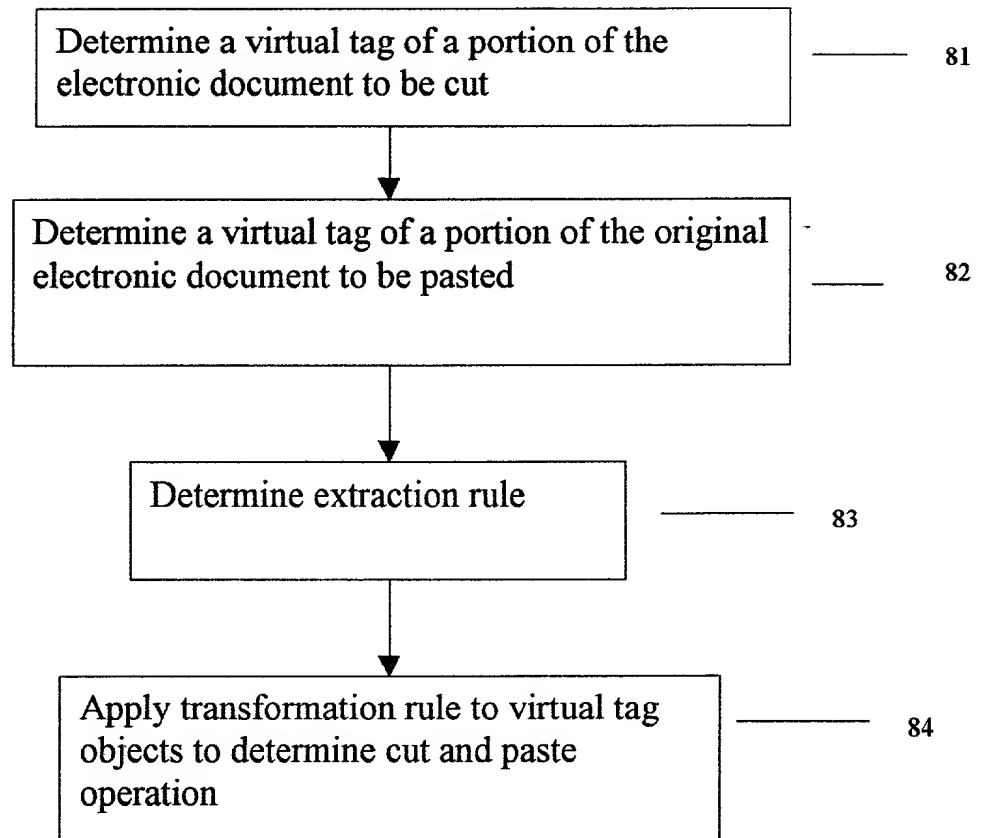 Determine a virtual tag of a portion of the
electronic document to be cut
81
Determine a virtual tag of a portion of the original
electronic document to be pasted
82
Determine extraction rule
83
Apply transformation rule to virtual tag
objects to determine cut and paste
operation
84